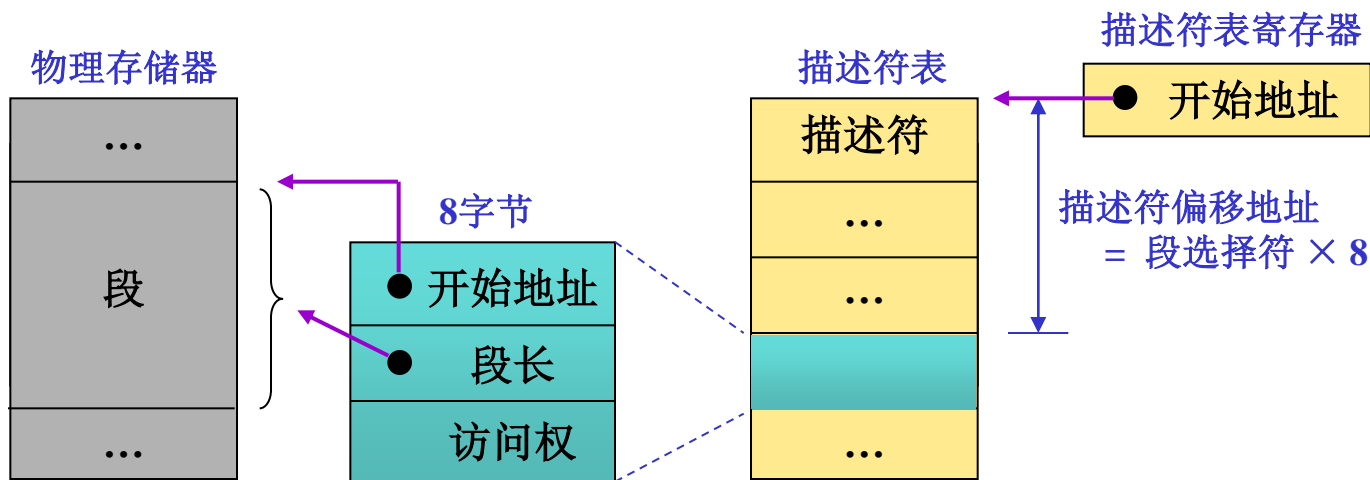 描述符表寄存器
物理存储器
描述符表
开始地址
…
描述符
8字节
…
描述符偏移地址
= 段选择符 × 8
段
开始地址
…
段长
…
访问权
…